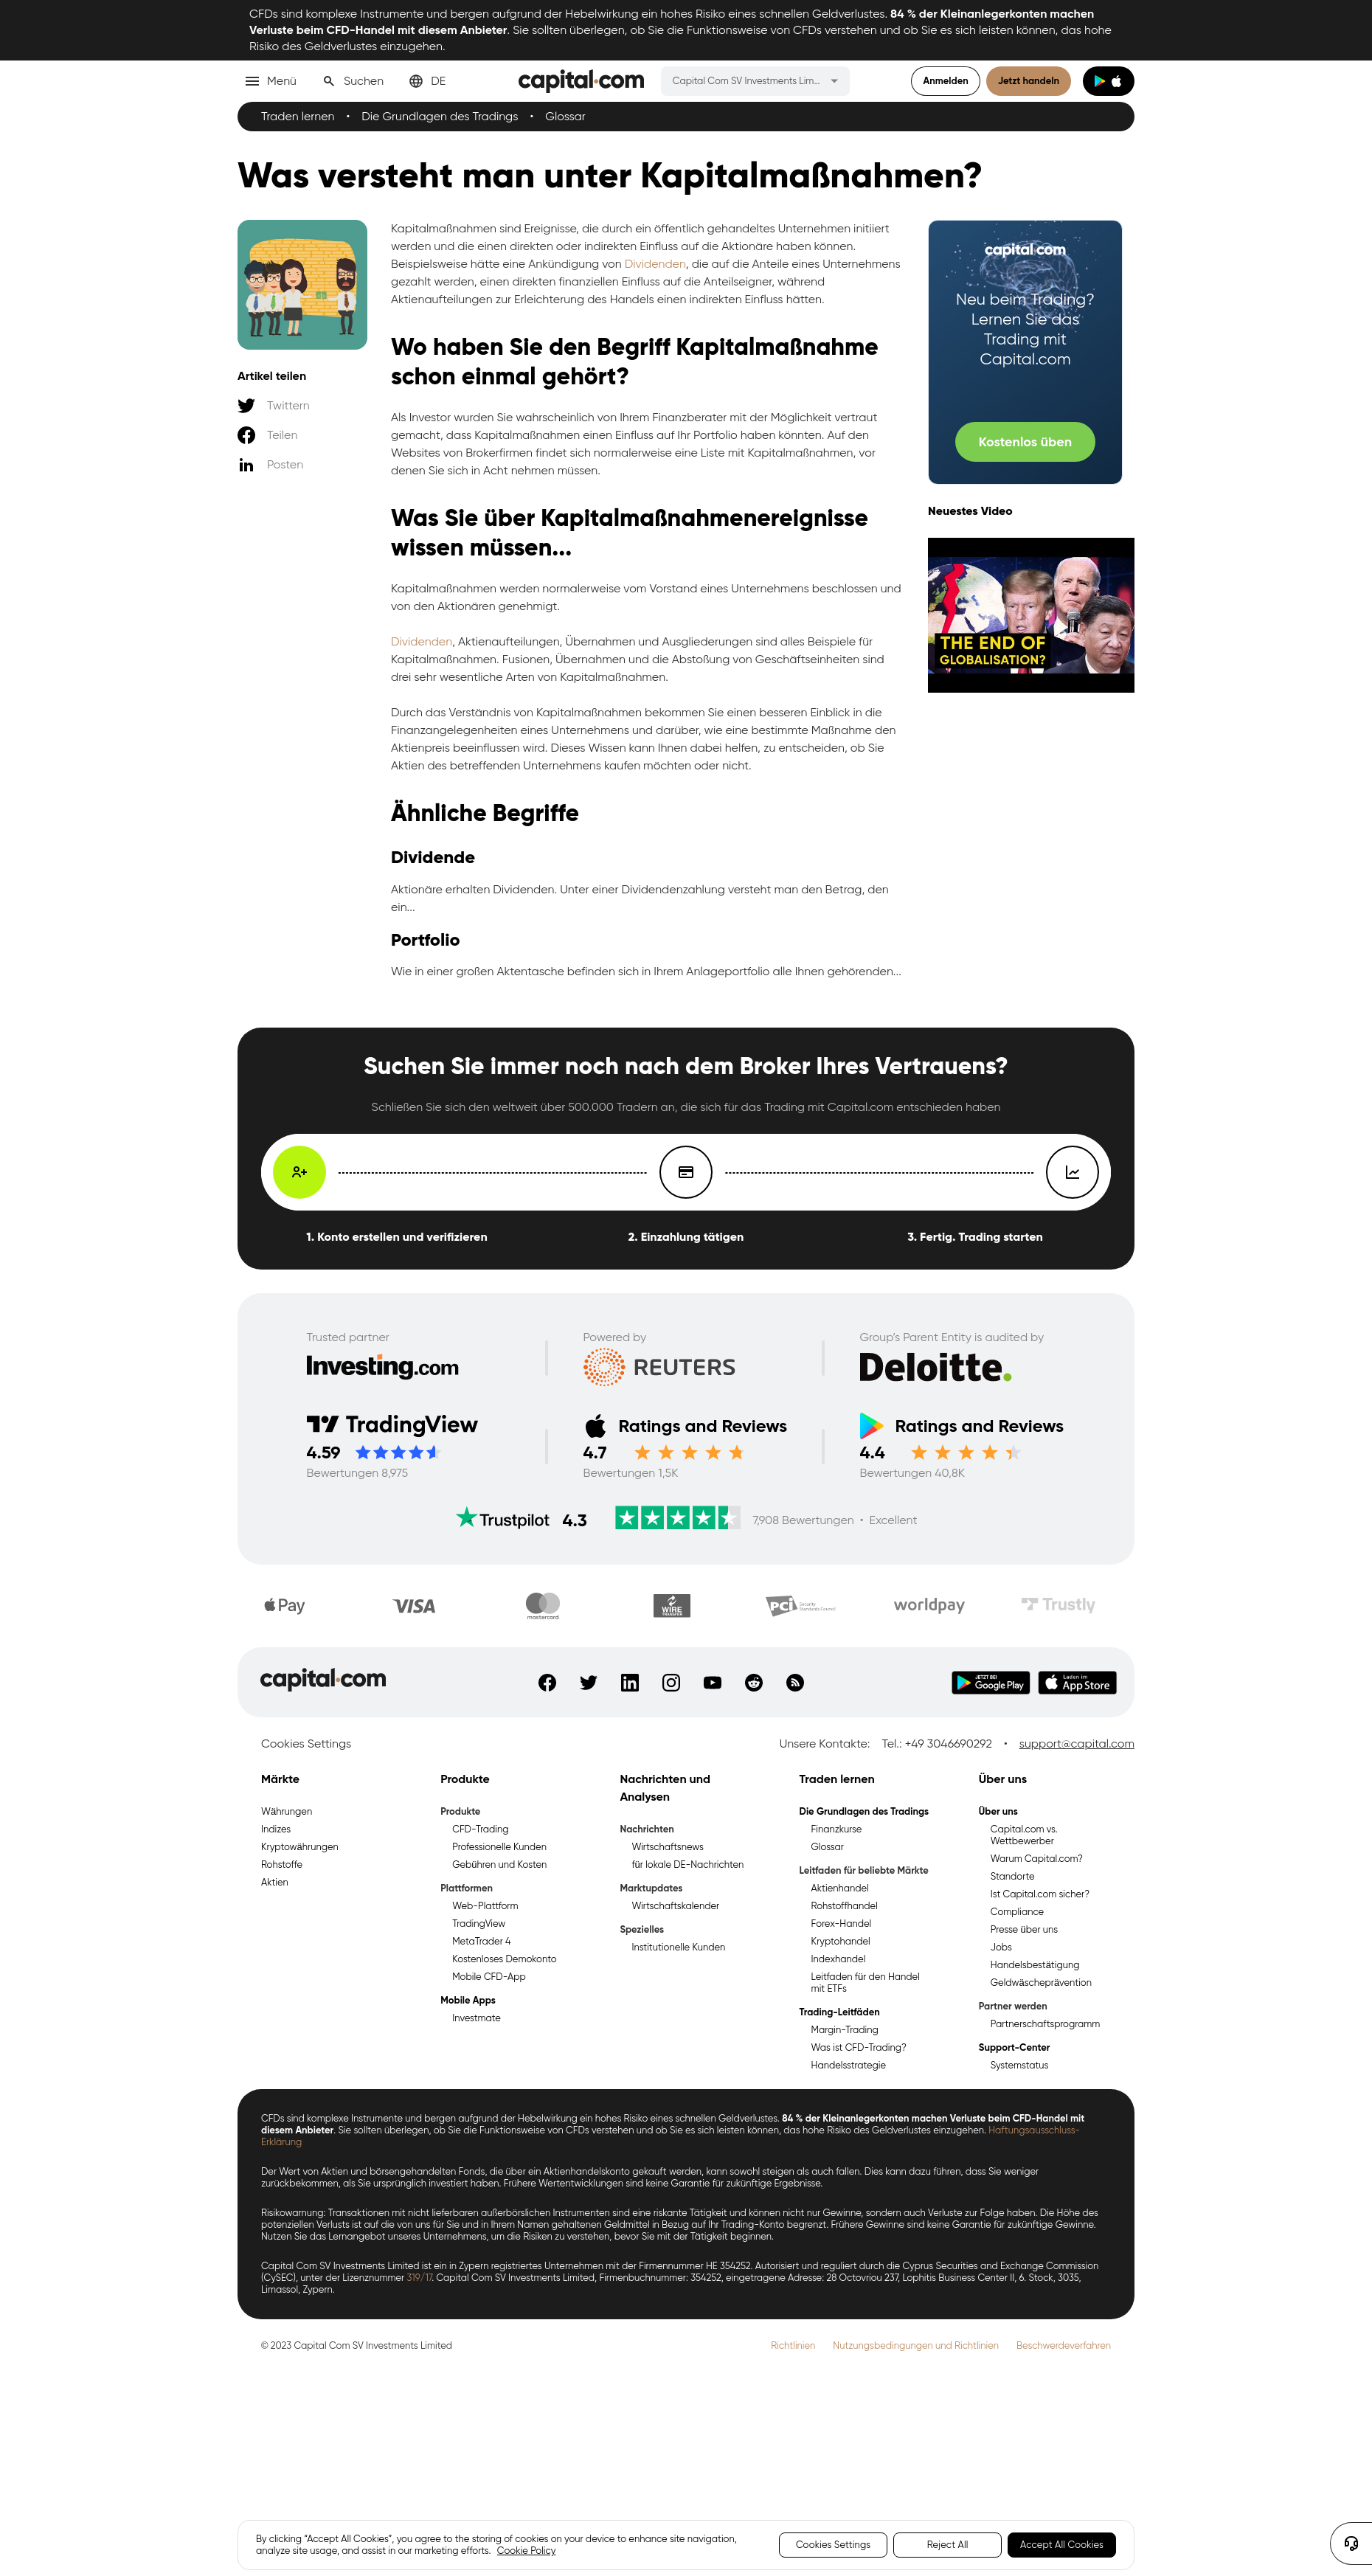 CFDs sind komplexe Instrumente und bergen aufgrund der Hebelwirkung ein hohes Risiko eines schnellen Geldverlustes. 84 % der Kleinanlegerkonten machen
Verluste beim CFD-Handel mit diesem Anbieter. Sie sollten überlegen, ob Sie die Funktionsweise von CFDs verstehen und ob Sie es sich leisten können, das hohe
Risiko des Geldverlustes einzugehen.
Menü
Suchen
DE
capital.com
Capital Com SV Investments Lim...
Anmelden
Jetzt handeln
Traden lernen • Die Grundlagen des Tradings • Glossar
Was versteht man unter Kapitalmaßnahmen?
Artikel teilen
Twittern
Teilen
Posten
Kapitalmaßnahmen sind Ereignisse, die durch ein öffentlich gehandeltes Unternehmen initiiert
werden und die einen direkten oder indirekten Einfluss auf die Aktionäre haben können.
Beispielsweise hätte eine Ankündigung von Dividenden, die auf die Anteile eines Unternehmens
gezahlt werden, einen direkten finanziellen Einfluss auf die Anteilseigner, während
Aktienaufteilungen zur Erleichterung des Handels einen indirekten Einfluss hätten.
Wo haben Sie den Begriff Kapitalmaßnahme
schon einmal gehört?
Als Investor wurden Sie wahrscheinlich von Ihrem Finanzberater mit der Möglichkeit vertraut
gemacht, dass Kapitalmaßnahmen einen Einfluss auf Ihr Portfolio haben könnten. Auf den
Websites von Brokerfirmen findet sich normalerweise eine Liste mit Kapitalmaßnahmen, vor
denen Sie sich in Acht nehmen müssen.
Was Sie über Kapitalmaßnahmenereignisse
wissen müssen...
Kapitalmaßnahmen werden normalerweise vom Vorstand eines Unternehmens beschlossen und
von den Aktionären genehmigt.
Dividenden, Aktienaufteilungen, Übernahmen und Ausgliederungen sind alles Beispiele für
Kapitalmaßnahmen. Fusionen, Übernahmen und die Abstoßung von Geschäftseinheiten sind
drei sehr wesentliche Arten von Kapitalmaßnahmen.
Durch das Verständnis von Kapitalmaßnahmen bekommen Sie einen besseren Einblick in die
Finanzangelegenheiten eines Unternehmens und darüber, wie eine bestimmte Maßnahme den
Aktienpreis beeinflussen wird. Dieses Wissen kann Ihnen dabei helfen, zu entscheiden, ob Sie
Aktien des betreffenden Unternehmens kaufen möchten oder nicht.
Ähnliche Begriffe
Dividende
Aktionäre erhalten Dividenden. Unter einer Dividendenzahlung versteht man den Betrag, den
ein...
Portfolio
Wie in einer großen Aktentasche befinden sich in Ihrem Anlageportfolio alle Ihnen gehörenden...
capital.com
Neu beim Trading?
Lernen Sie das
Trading mit
Capital.com
Kostenlos üben
Neuestes Video
THE END OF
GLOBALISATION?
Suchen Sie immer noch nach dem Broker Ihres Vertrauens?
Schließen Sie sich den weltweit über 500.000 Tradern an, die sich für das Trading mit Capital.com entschieden haben
1. Konto erstellen und verifizieren
2. Einzahlung tätigen
3. Fertig. Trading starten
Trusted partner
Investing.com
Powered by
REUTERS
Group's Parent Entity is audited by
Deloitte.
TradingView
4.59
Bewertungen 8,975
Ratings and Reviews
4.7
Bewertungen 1,5K
Ratings and Reviews
4.4
Bewertungen 40,8K
Trustpilot
4.3
7,908 Bewertungen • Excellent
Pay
VISA
mastercard
WIRE
TRANSFER
PCI Security
Standards Council
worldpay
Trustly
capital.com
JETZT BEI
Google Play
Laden im
App Store
Cookies Settings
Unsere Kontakte: Tel.: +49 3046690292 • support@capital.com
Märkte
Währungen
Indizes
Kryptowährungen
Rohstoffe
Aktien
Produkte
Produkte
CFD-Trading
Professionelle Kunden
Gebühren und Kosten
Plattformen
Web-Plattform
TradingView
MetaTrader 4
Kostenloses Demokonto
Mobile CFD-App
Mobile Apps
Investmate
Nachrichten und
Analysen
Nachrichten
Wirtschaftsnews
für lokale DE-Nachrichten
Marktupdates
Wirtschaftskalender
Spezielles
Institutionelle Kunden
Traden lernen
Die Grundlagen des Tradings
Finanzkurse
Glossar
Leitfaden für beliebte Märkte
Aktienhandel
Rohstoffhandel
Forex-Handel
Kryptohandel
Indexhandel
Leitfaden für den Handel
mit ETFs
Trading-Leitfäden
Margin-Trading
Was ist CFD-Trading?
Handelsstrategie
Über uns
Über uns
Capital.com vs.
Wettbewerber
Warum Capital.com?
Standorte
Ist Capital.com sicher?
Compliance
Presse über uns
Jobs
Handelsbestätigung
Geldwäscheprävention
Partner werden
Partnerschaftsprogramm
Support-Center
Systemstatus
CFDs sind komplexe Instrumente und bergen aufgrund der Hebelwirkung ein hohes Risiko eines schnellen Geldverlustes. 84 % der Kleinanlegerkonten machen Verluste beim CFD-Handel mit
diesem Anbieter. Sie sollten überlegen, ob Sie die Funktionsweise von CFDs verstehen und ob Sie es sich leisten können, das hohe Risiko des Geldverlustes einzugehen. Haftungsausschluss-
Erklärung
Der Wert von Aktien und börsengehandelten Fonds, die über ein Aktienhandelskonto gekauft werden, kann sowohl steigen als auch fallen. Dies kann dazu führen, dass Sie weniger
zurückbekommen, als Sie ursprünglich investiert haben. Frühere Wertentwicklungen sind keine Garantie für zukünftige Ergebnisse.
Risikowarnung: Transaktionen mit nicht lieferbaren außerbörslichen Instrumenten sind eine riskante Tätigkeit und können nicht nur Gewinne, sondern auch Verluste zur Folge haben. Die Höhe des
potenziellen Verlusts ist auf die von uns für Sie und in Ihrem Namen gehaltenen Geldmittel in Bezug auf Ihr Trading-Konto begrenzt. Frühere Gewinne sind keine Garantie für zukünftige Gewinne.
Nutzen Sie das Lernangebot unseres Unternehmens, um die Risiken zu verstehen, bevor Sie mit der Tätigkeit beginnen.
Capital Com SV Investments Limited ist ein in Zypern registriertes Unternehmen mit der Firmennummer HE 354252. Autorisiert und reguliert durch die Cyprus Securities and Exchange Commission
(CySEC), unter der Lizenznummer 319/17. Capital Com SV Investments Limited, Firmenbuchnummer: 354252, eingetragene Adresse: 28 Octovriou 237, Lophitis Business Center II, 6. Stock, 3035,
Limassol, Zypern.
© 2023 Capital Com SV Investments Limited
Richtlinien
Nutzungsbedingungen und Richtlinien
Beschwerdeverfahren
By clicking “Accept All Cookies”, you agree to the storing of cookies on your device to enhance site navigation,
analyze site usage, and assist in our marketing efforts. Cookie Policy
Cookies Settings
Reject All
Accept All Cookies